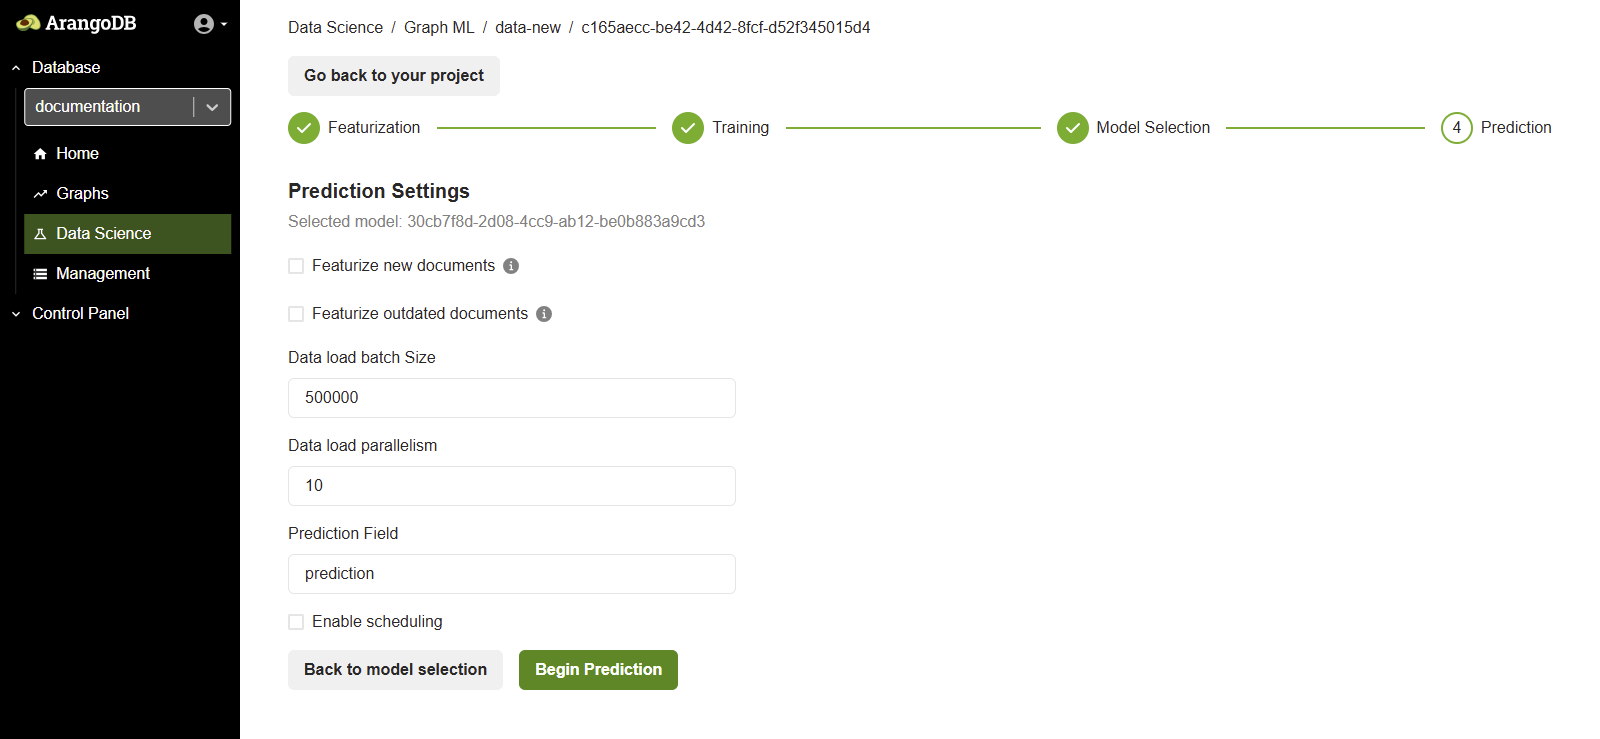 ArangoDB
Database
documentation
Home
Graphs
Data Science
Management
Control Panel
Data Science / Graph ML / data-new / c165aecc-be42-4d42-8fcf-d52f345015d4
Go back to your project
Featurization Training Model Selection 4 Prediction
Prediction Settings
Selected model: 30cb7f8d-2d08-4cc9-ab12-be0b883a9cd3
Featurize new documents
Featurize outdated documents
Data load batch Size
500000
Data load parallelism
10
Prediction Field
prediction
Enable scheduling
Back to model selection Begin Prediction